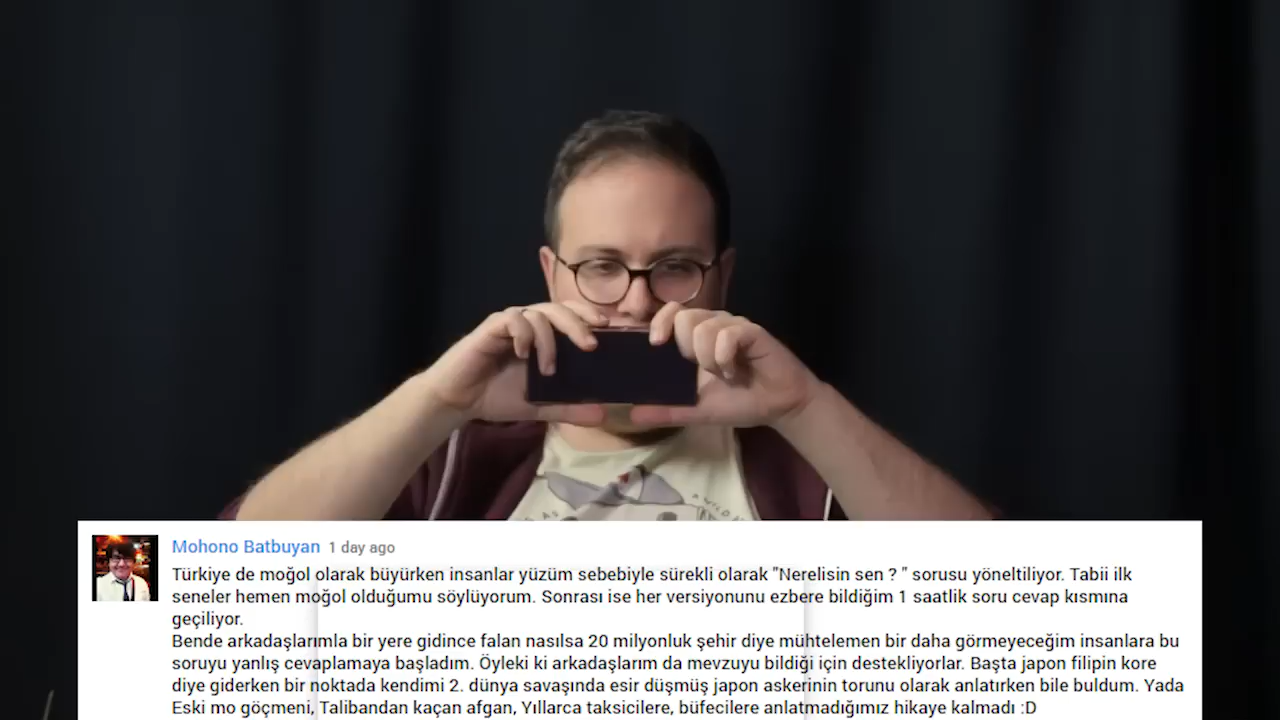 Mohono Batbuyan 1 day ago
Türkiye de moğol olarak büyürken insanlar yüzüm sebebiyle sürekli olarak "Nerelisin sen ? " sorusu yöneltiliyor. Tabii ilk
seneler hemen moğol olduğumu söylüyorum. Sonrası ise her versiyonunu ezbere bildiğim 1 saatlik soru cevap kısmına
geçiliyor.
Bende arkadaşlarımla bir yere gidince falan nasılsa 20 milyonluk şehir diye mühtelemen bir daha görmeyeceğim insanlara bu
soruyu yanlış cevaplamaya başladım. Öyleki ki arkadaşlarım da mevzuyu bildiği için destekliyorlar. Başta japon filipin kore
diye giderken bir noktada kendimi 2. dünya savaşında esir düşmüş japon askerinin torunu olarak anlatırken bile buldum. Yada
Eski mo göçmeni, Talibandan kaçan afgan, Yıllarca taksicilere, büfecilere anlatmadığımız hikaye kalmadı :D